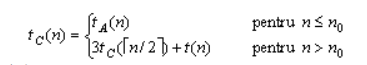 t_C(n) = { t_A(n) pentru n ≤ n_0
3t_C(⌈n/2⌉) + t(n) pentru n > n_0